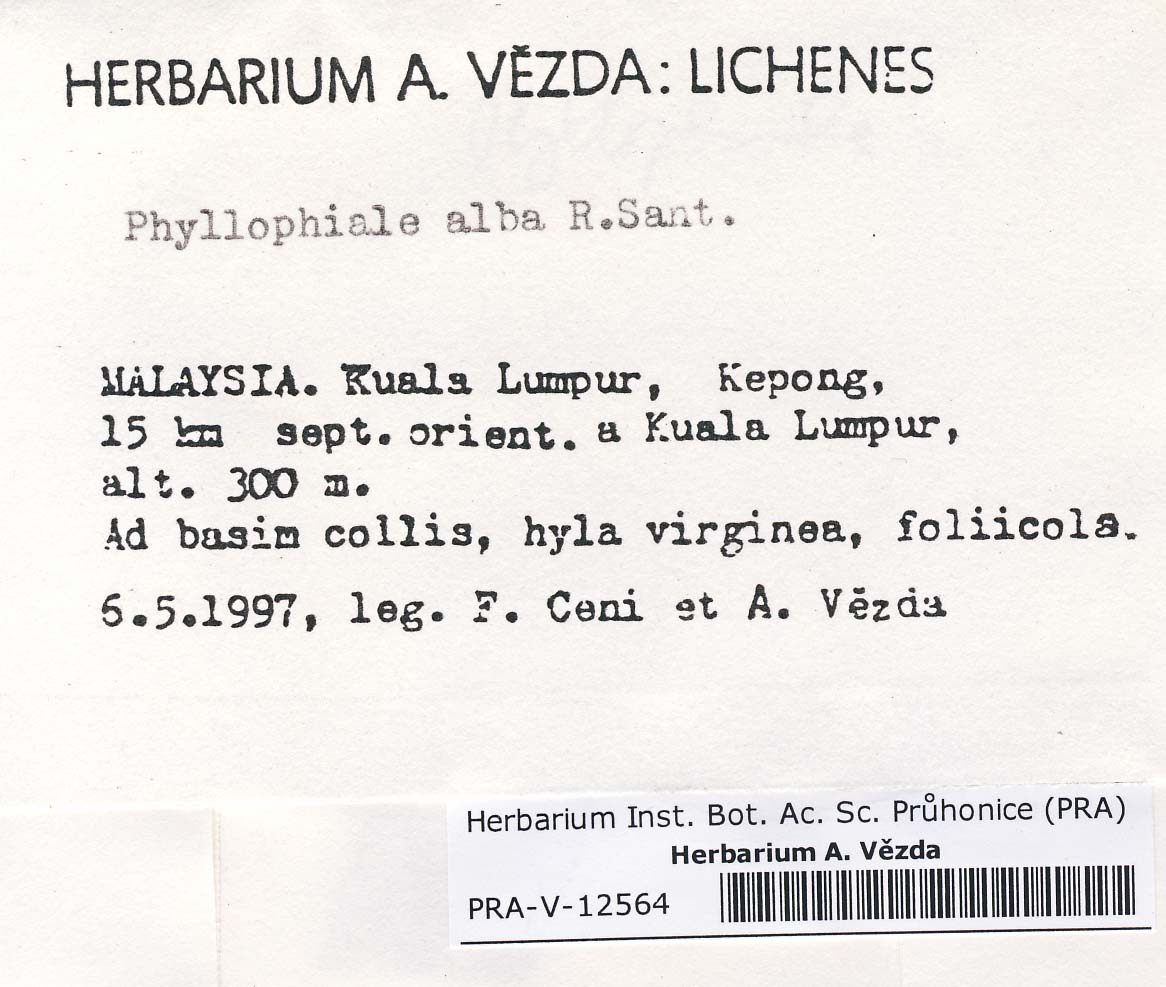 HERBARIUM A. VĚZDA: LICHENES
Phyllophiale alba R.Sant.
MALAYSIA. Kuala Lumpur, Kepong,
15 km sept. orient. a Kuala Lumpur,
alt. 300 m.
Ad basim collis, hyla virginea, foliicola.
6.5.1997, leg. F. Ceni et A. Vězda
Herbarium Inst. Bot. Ac. Sc. Průhonice (PRA)
Herbarium A. Vězda
PRA-V-12564